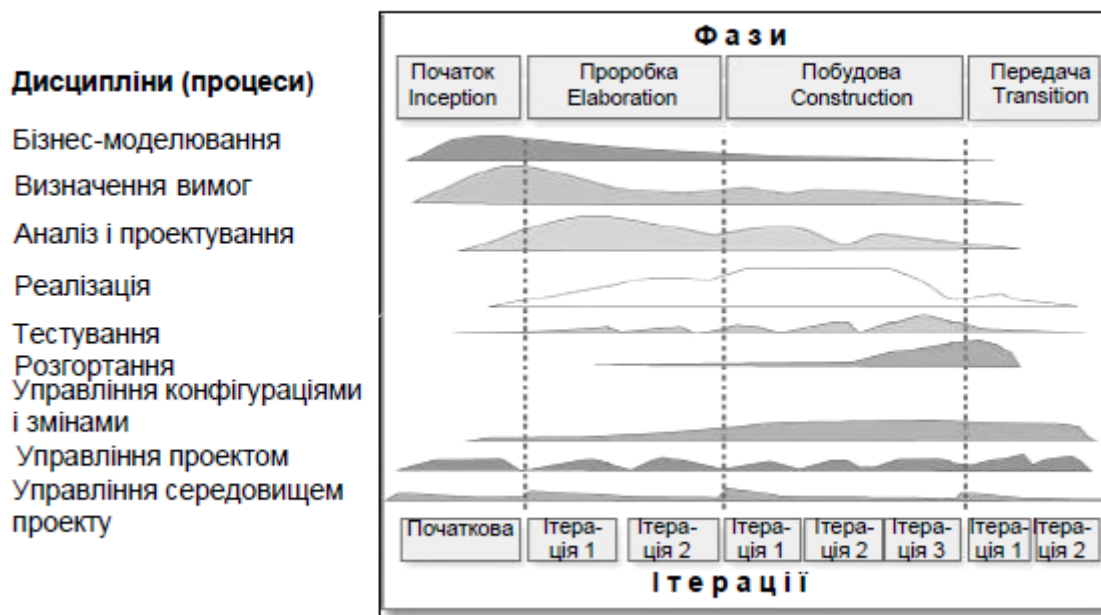 Фази
Дисципліни (процеси)
Початок
Inception
Проробка
Elaboration
Побудова
Construction
Передача
Transition
Бізнес-моделювання
Визначення вимог
Аналіз і проектування
Реалізація
Тестування
Розгортання
Управління конфігураціями
і змінами
Управління проектом
Управління середовищем
проекту
Початкова
Ітера-
ція 1
Ітера-
ція 2
Ітера-
ція 1
Ітера-
ція 2
Ітера-
ція 3
Ітера-
ція 1
Ітера-
ція 2
Ітерації